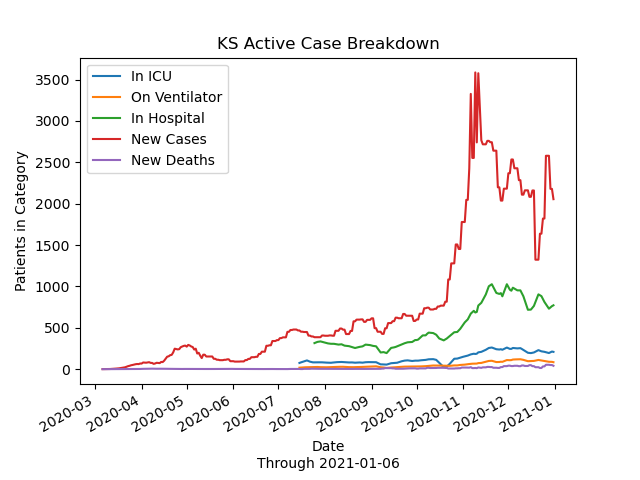 KS Active Case Breakdown
In ICU
On Ventilator
In Hospital
New Cases
New Deaths
Patients in Category
3500
3000
2500
2000
1500
1000
500
0
2020-03
2020-04
2020-05
2020-06
2020-07
2020-08
2020-09
2020-10
2020-11
2020-12
2021-01
Date
Through 2021-01-06